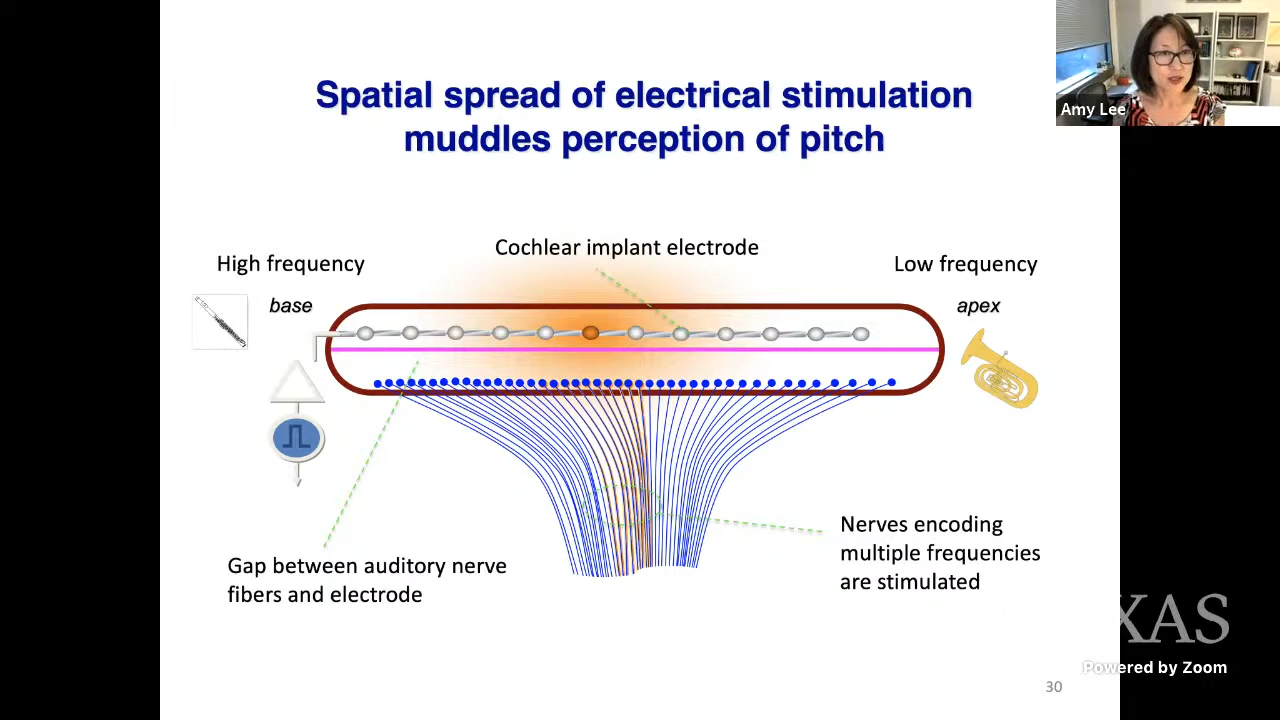 Spatial spread of electrical stimulation
muddles perception of pitch
Amy Lee
Cochlear implant electrode
High frequency
Low frequency
base
apex
Nerves encoding
multiple frequencies
are stimulated
Gap between auditory nerve
fibers and electrode
XAS
Powered by Zoom
30